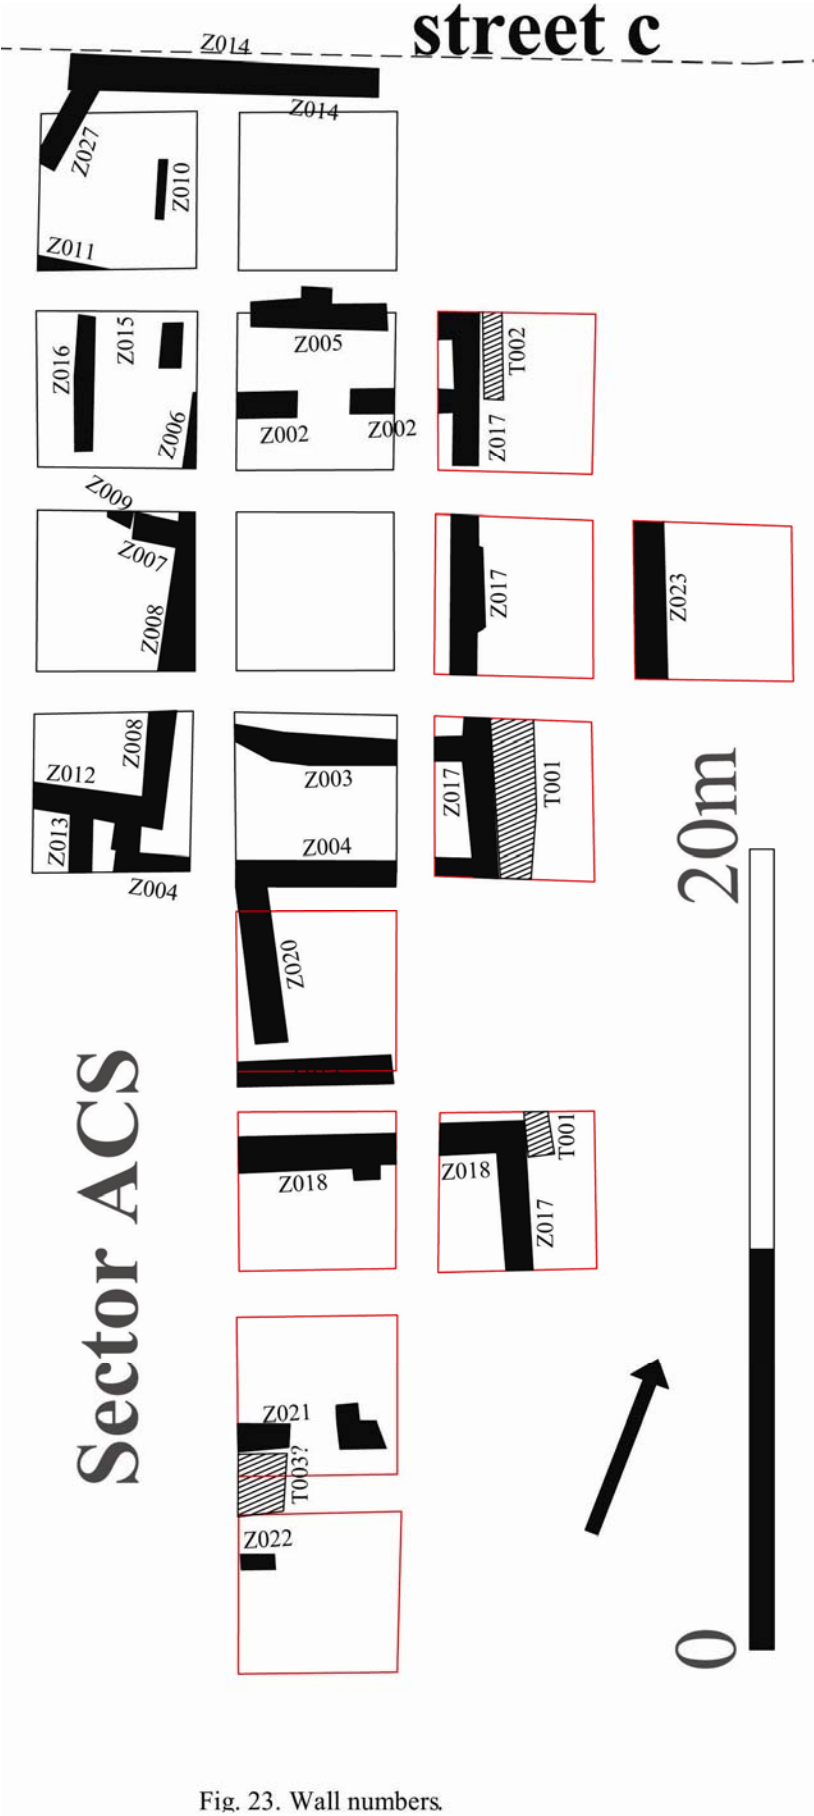 street c
Z014
Z014
Z027
Z010
Z011
Z016
Z015
Z006
Z005
Z002
Z002
T002
Z017
Z009
Z007
Z008
Z017
Z023
Z008
Z012
Z013
Z004
Z003
Z004
Z017
T001
Z020
Z018
Z018
T001
Z017
Z021
T003?
Z022
Sector ACS
20m
0
Fig. 23. Wall numbers.